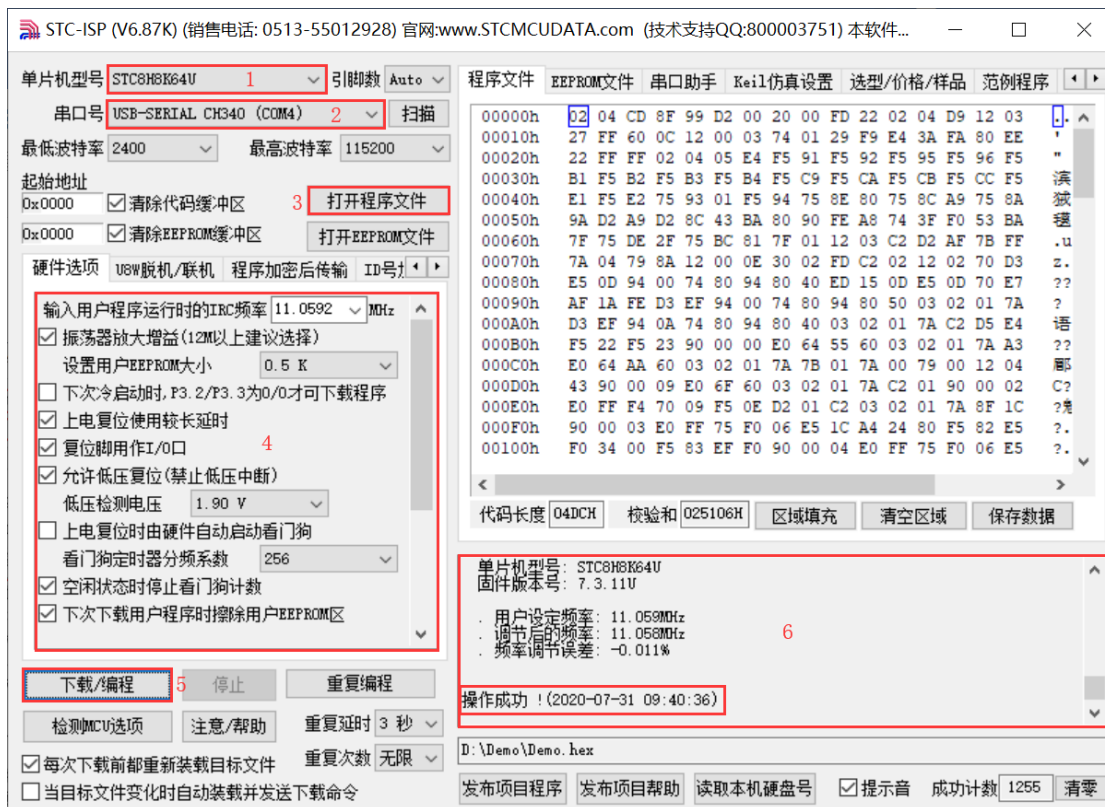 STC-ISP (V6.87K) (销售电话: 0513-55012928) 官网:www.STCMCUDATA.com (技术支持QQ:800003751) 本软件...
单片机型号 STC8H8K64U 1 引脚数 Auto
串口号 USB-SERIAL CH340 (COM4) 2 扫描
最低波特率 2400 最高波特率 115200
起始地址
0x0000 清除代码缓冲区 3 打开程序文件
0x0000 清除EEPROM缓冲区 打开EEPROM文件
硬件选项 U8W脱机/联机 程序加密后传输
输入用户程序运行时的IRC频率 11.0592 MHz
振荡器放大增益(12M以上建议选择)
设置用户EEPROM大小 0.5 K
下次冷启动时,P3.2/P3.3为0/0才可下载程序
上电复位使用较长延时
复位脚用作I/O口 4
允许低压复位(禁止低压中断)
低压检测电压 1.90 V
上电复位时由硬件自动启动看门狗
看门狗定时器分频系数 256
空闲状态时停止看门狗计数
下次下载用户程序时擦除用户EEPROM区
下载/编程 5 停止 重复编程
检测MCU选项 注意/帮助 重复延时 3 秒
重复次数 无限
每次下载前都重新装载目标文件
当目标文件变化时自动装载并发送下载命令
程序文件 EEPROM文件 串口助手 Keil仿真设置 选型/价格/样品 范例程序
00000h 02 04 CD 8F 99 D2 00 20 00 FD 22 02 04 D9 12 03 ..
00010h 27 FF 60 0C 12 00 03 74 01 29 F9 E4 3A FA 80 EE '
00020h 22 FF FF 02 04 05 E4 F5 91 F5 92 F5 95 F5 96 F5 "
00030h B1 F5 B2 F5 B3 F5 B4 F5 C9 F5 CA F5 CB F5 CC F5
00040h E1 F5 E2 75 93 01 F5 94 75 8E 80 75 8C A9 75 8A
00050h 9A D2 A9 D2 8C 43 BA 80 90 FE A8 74 3F F0 53 BA
00060h 7F 75 DE 2F 75 BC 81 7F 01 12 03 C2 D2 AF 7B FF .u
00070h 7A 04 79 8A 12 00 0E 30 02 FD C2 02 12 02 70 D3 z.
00080h E5 0D 94 00 74 80 94 80 40 ED 15 0D E5 0D 70 E7 ??
00090h AF 1A FE D3 EF 94 00 74 80 94 80 50 03 02 01 7A ?
000A0h D3 EF 94 0A 74 80 94 80 40 03 02 01 7A C2 D5 E4 语
000B0h F5 22 F5 23 90 00 00 E0 64 55 60 03 02 01 7A A3 ??
000C0h E0 64 AA 60 03 02 01 7A 7B 01 7A 00 79 00 12 04
000D0h 43 90 00 09 E0 6F 60 03 02 01 7A C2 01 90 00 02 C?
000E0h E0 FF F4 70 09 F5 0E D2 01 C2 03 02 01 7A 8F 1C
000F0h 90 00 03 E0 FF 75 F0 06 E5 1C A4 24 80 F5 82 E5 ?.
00100h F0 34 00 F5 83 EF F0 90 00 04 E0 FF 75 F0 06 E5 ?.
代码长度 04DCH 校验和 025106H 区域填充 清空区域 保存数据
单片机型号: STC8H8K64U
固件版本号: 7.3.11U
. 用户设定频率: 11.059MHz
. 调节后的频率: 11.058MHz 6
. 频率调节误差: -0.011%
操作成功 !(2020-07-31 09:40:36)
D:\Demo\Demo.hex
发布项目程序 发布项目帮助 读取本机硬盘号 提示音 成功计数 1255 清零